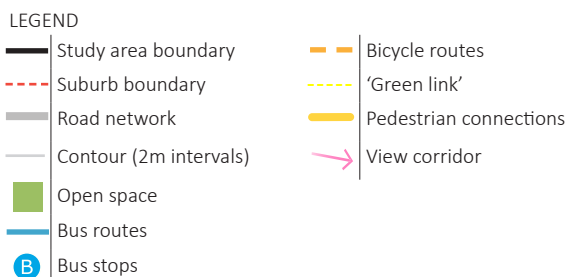 LEGEND
Study area boundary
Suburb boundary
Road network
Contour (2m intervals)
Open space
Bus routes
B Bus stops
Bicycle routes
‘Green link’
Pedestrian connections
View corridor